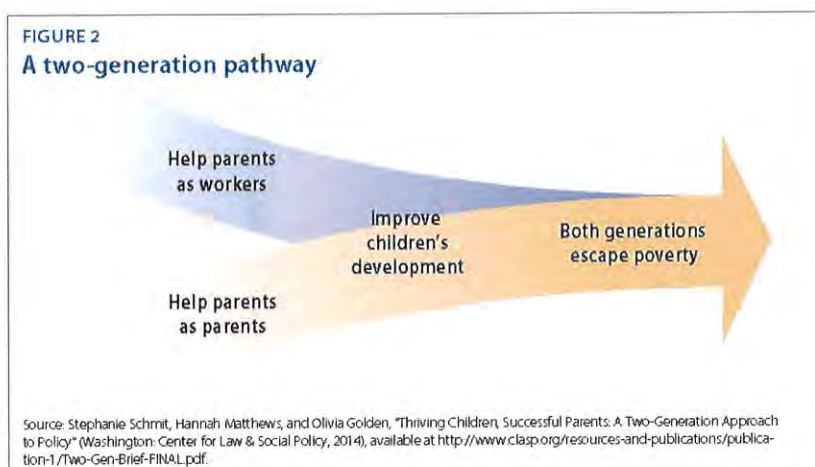 FIGURE 2
A two-generation pathway
Help parents
as workers
Improve
children's
development
Both generations
escape poverty
Help parents
as parents
Source: Stephanie Schmit, Hannah Matthews, and Olivia Golden, "Thriving Children, Successful Parents: A Two-Generation Approach
to Policy" (Washington: Center for Law & Social Policy, 2014), available at http://www.clasp.org/resources-and-publications/publica-
tion-1/Two-Gen-Brief-FINAL.pdf.